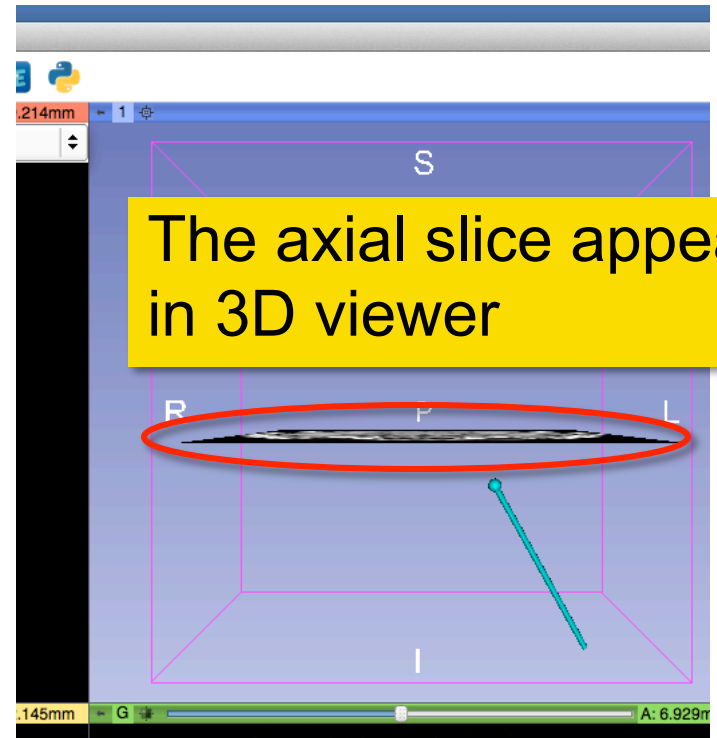 .214mm 1
S
The axial slice appea
in 3D viewer
R P L
I
.145mm G A: 6.929m